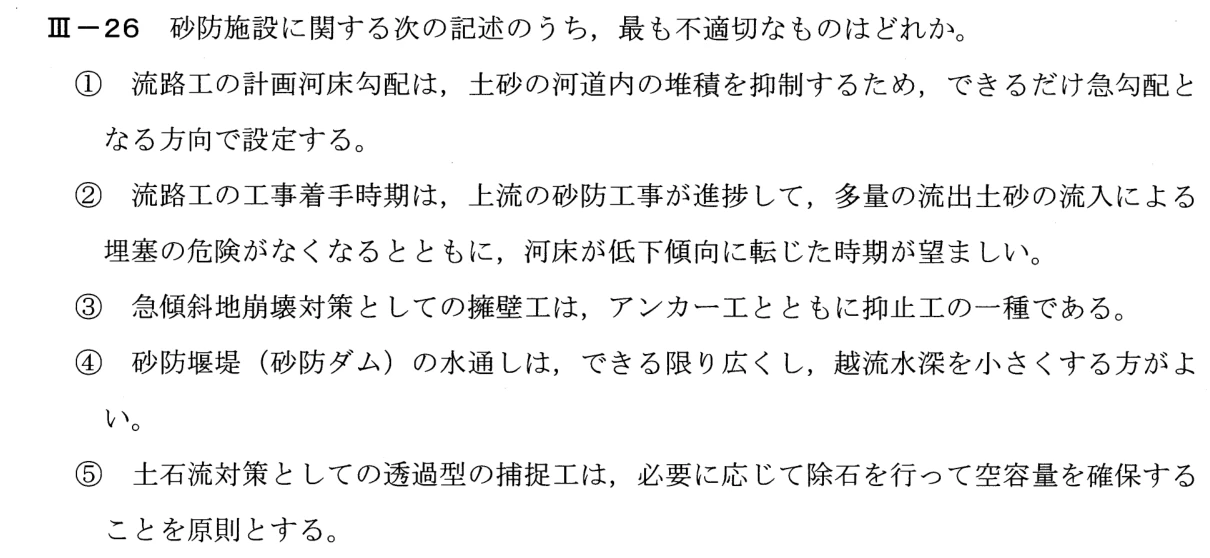 Ⅲ－26　砂防施設に関する次の記述のうち，最も不適切なものはどれか。
①　流路工の計画河床勾配は，土砂の河道内の堆積を抑制するため，できるだけ急勾配と
なる方向で設定する。
②　流路工の工事着手時期は，上流の砂防工事が進捗して，多量の流出土砂の流入による
埋塞の危険がなくなるとともに，河床が低下傾向に転じた時期が望ましい。
③　急傾斜地崩壊対策としての擁壁工は，アンカー工とともに抑止工の一種である。
④　砂防堰堤（砂防ダム）の水通しは，できる限り広くし，越流水深を小さくする方がよ
い。
⑤　土石流対策としての透過型の捕捉工は，必要に応じて除石を行って空容量を確保する
ことを原則とする。